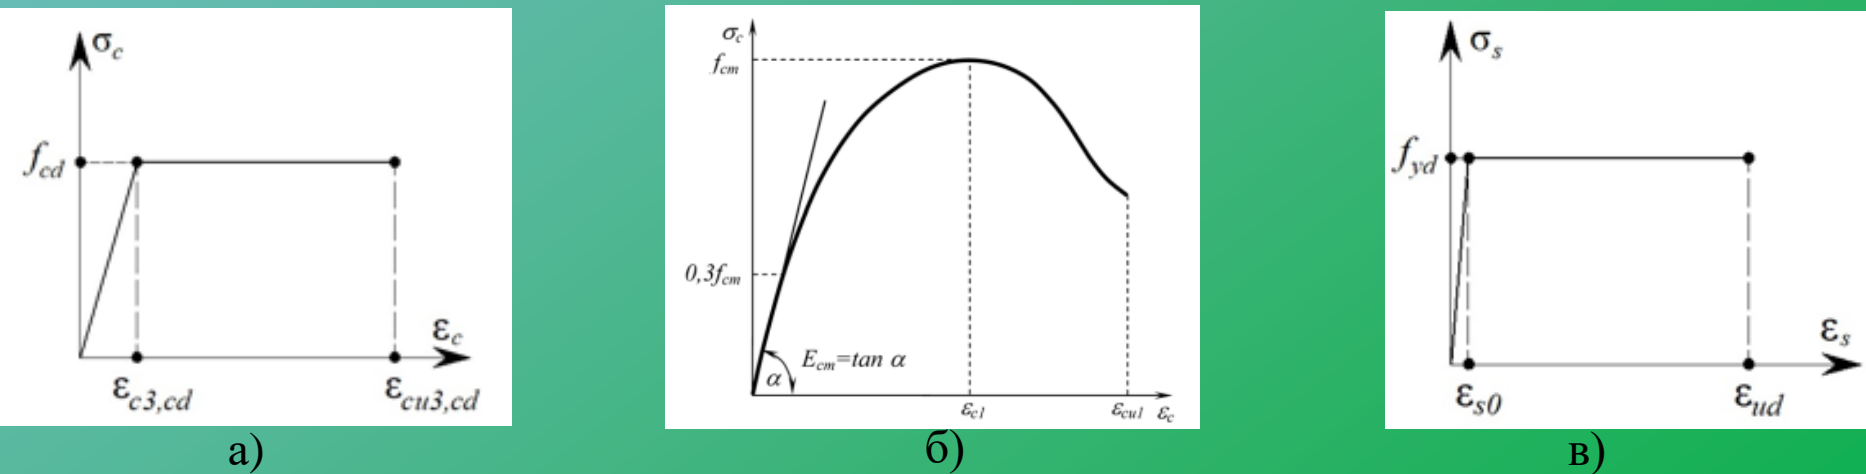 σc
fcd
εc
εc3,cd
εcu3,cd
а)
σc
fcm
0,3fcm
Ecm=tan α
α
εc1
εcu1
εc
б)
σs
fyd
εs
εs0
εud
в)